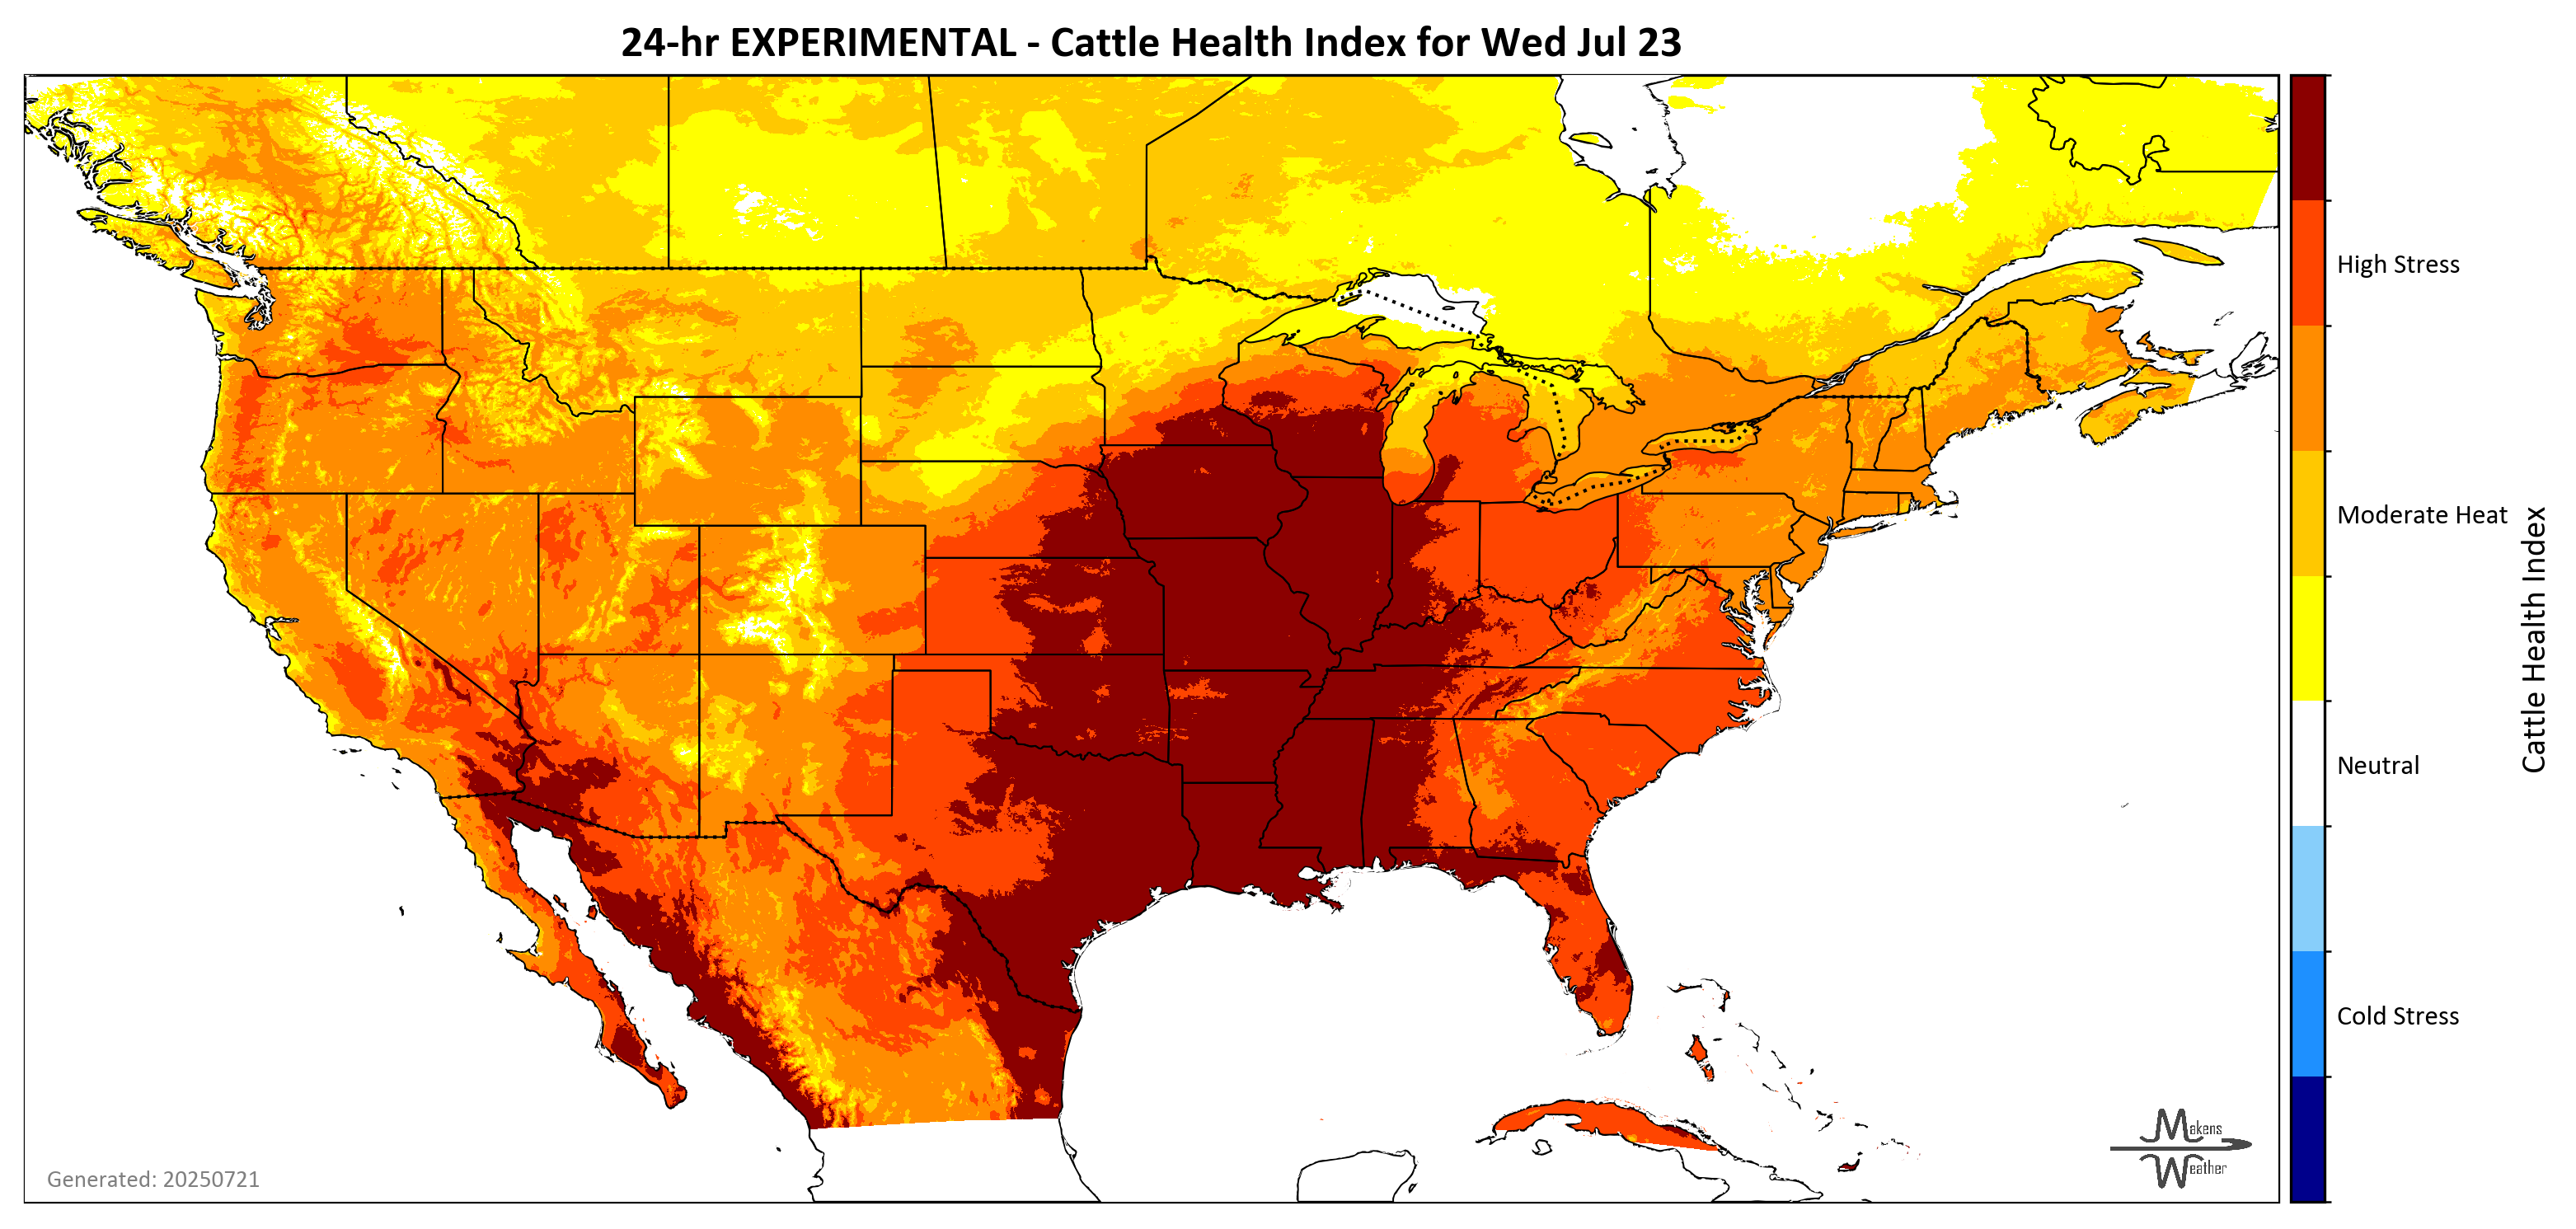 24-hr EXPERIMENTAL - Cattle Health Index for Wed Jul 23
High Stress
Moderate Heat
Neutral
Cold Stress
Cattle Health Index
Generated: 20250721
Makens
Weather